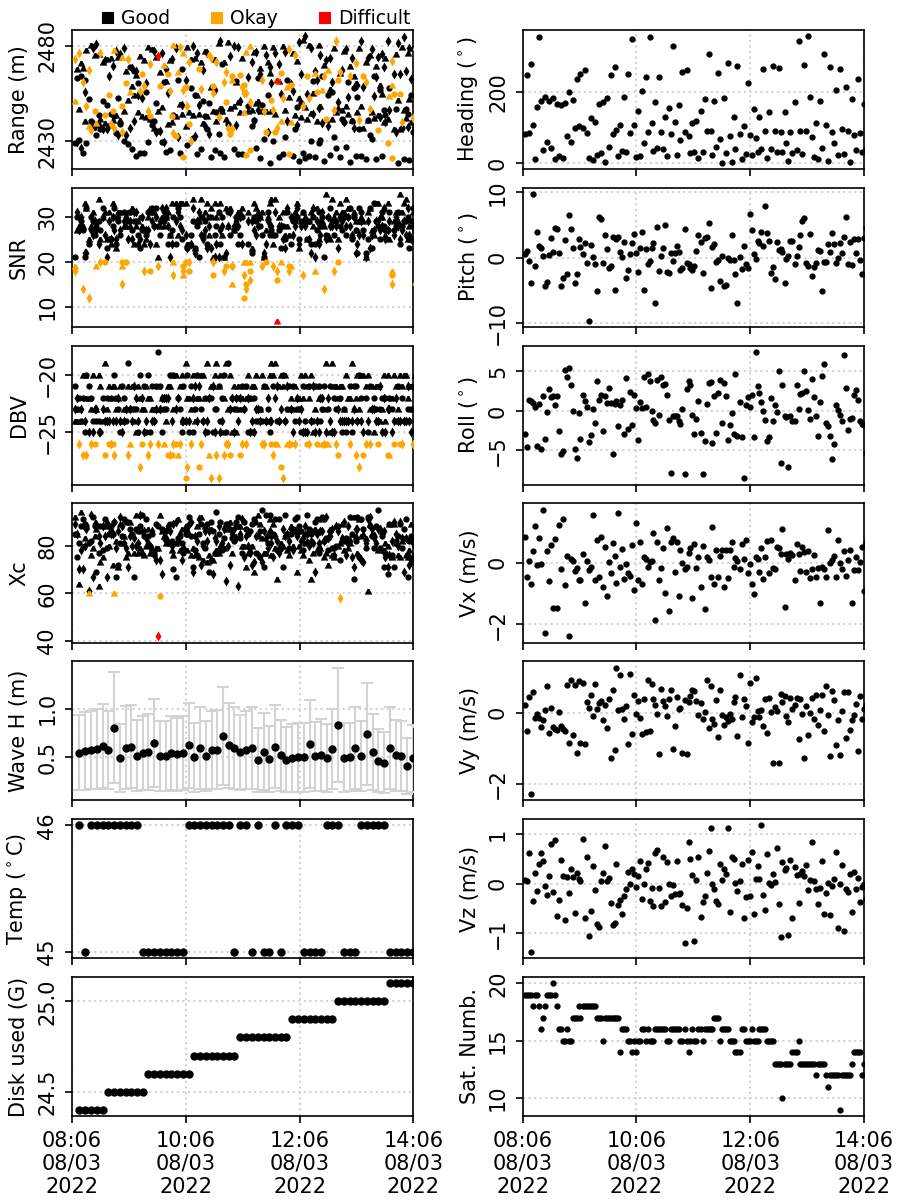 Good Okay Difficult
Range (m)
2480
2430
Heading (°)
200
0
SNR
30
20
10
Pitch (°)
10
0
−10
DBV
−20
−25
Roll (°)
5
0
−5
Xc
80
60
40
Vx (m/s)
0
−2
Wave H (m)
1.0
0.5
Vy (m/s)
0
−2
Temp (°C)
46
45
Vz (m/s)
1
0
−1
Disk used (G)
25.0
24.5
Sat. Numb.
20
15
10
08:06 10:06 12:06 14:06 08:06 10:06 12:06 14:06
08/03 08/03 08/03 08/03 08/03 08/03 08/03 08/03
2022 2022 2022 2022 2022 2022 2022 2022